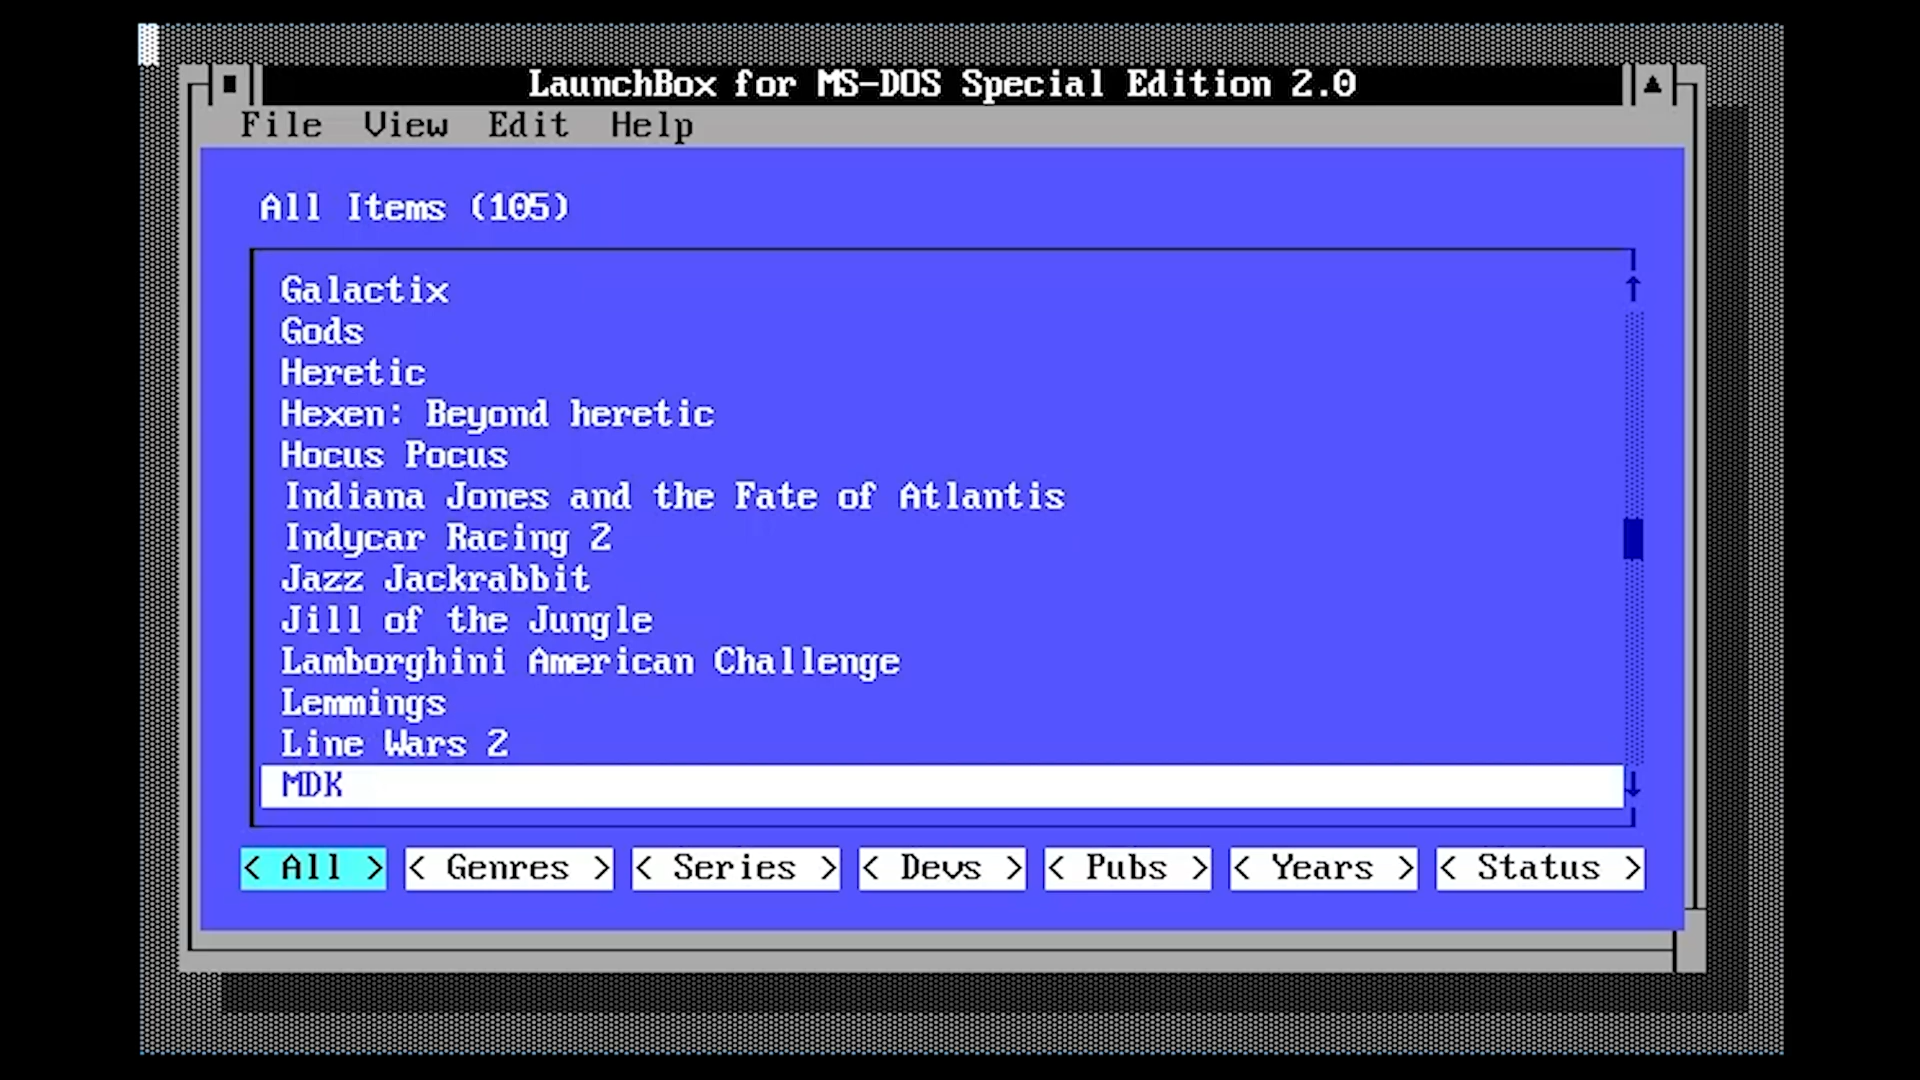 LaunchBox for MS-DOS Special Edition 2.0
File View Edit Help
All Items (105)
Galactix
Gods
Heretic
Hexen: Beyond heretic
Hocus Pocus
Indiana Jones and the Fate of Atlantis
Indycar Racing 2
Jazz Jackrabbit
Jill of the Jungle
Lamborghini American Challenge
Lemmings
Line Wars 2
MDK
< All > < Genres > < Series > < Devs > < Pubs > < Years > < Status >